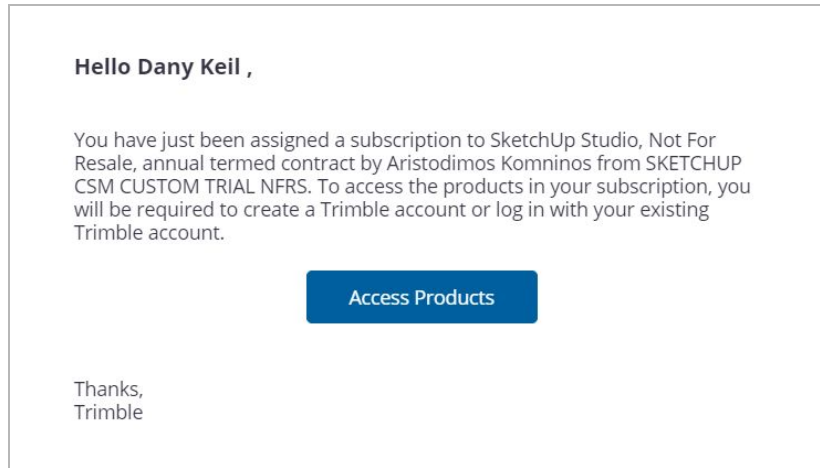 Hello Dany Keil ,
You have just been assigned a subscription to SketchUp Studio, Not For
Resale, annual termed contract by Aristodimos Komninos from SKETCHUP
CSM CUSTOM TRIAL NFRS. To access the products in your subscription, you
will be required to create a Trimble account or log in with your existing
Trimble account.
Access Products
Thanks,
Trimble